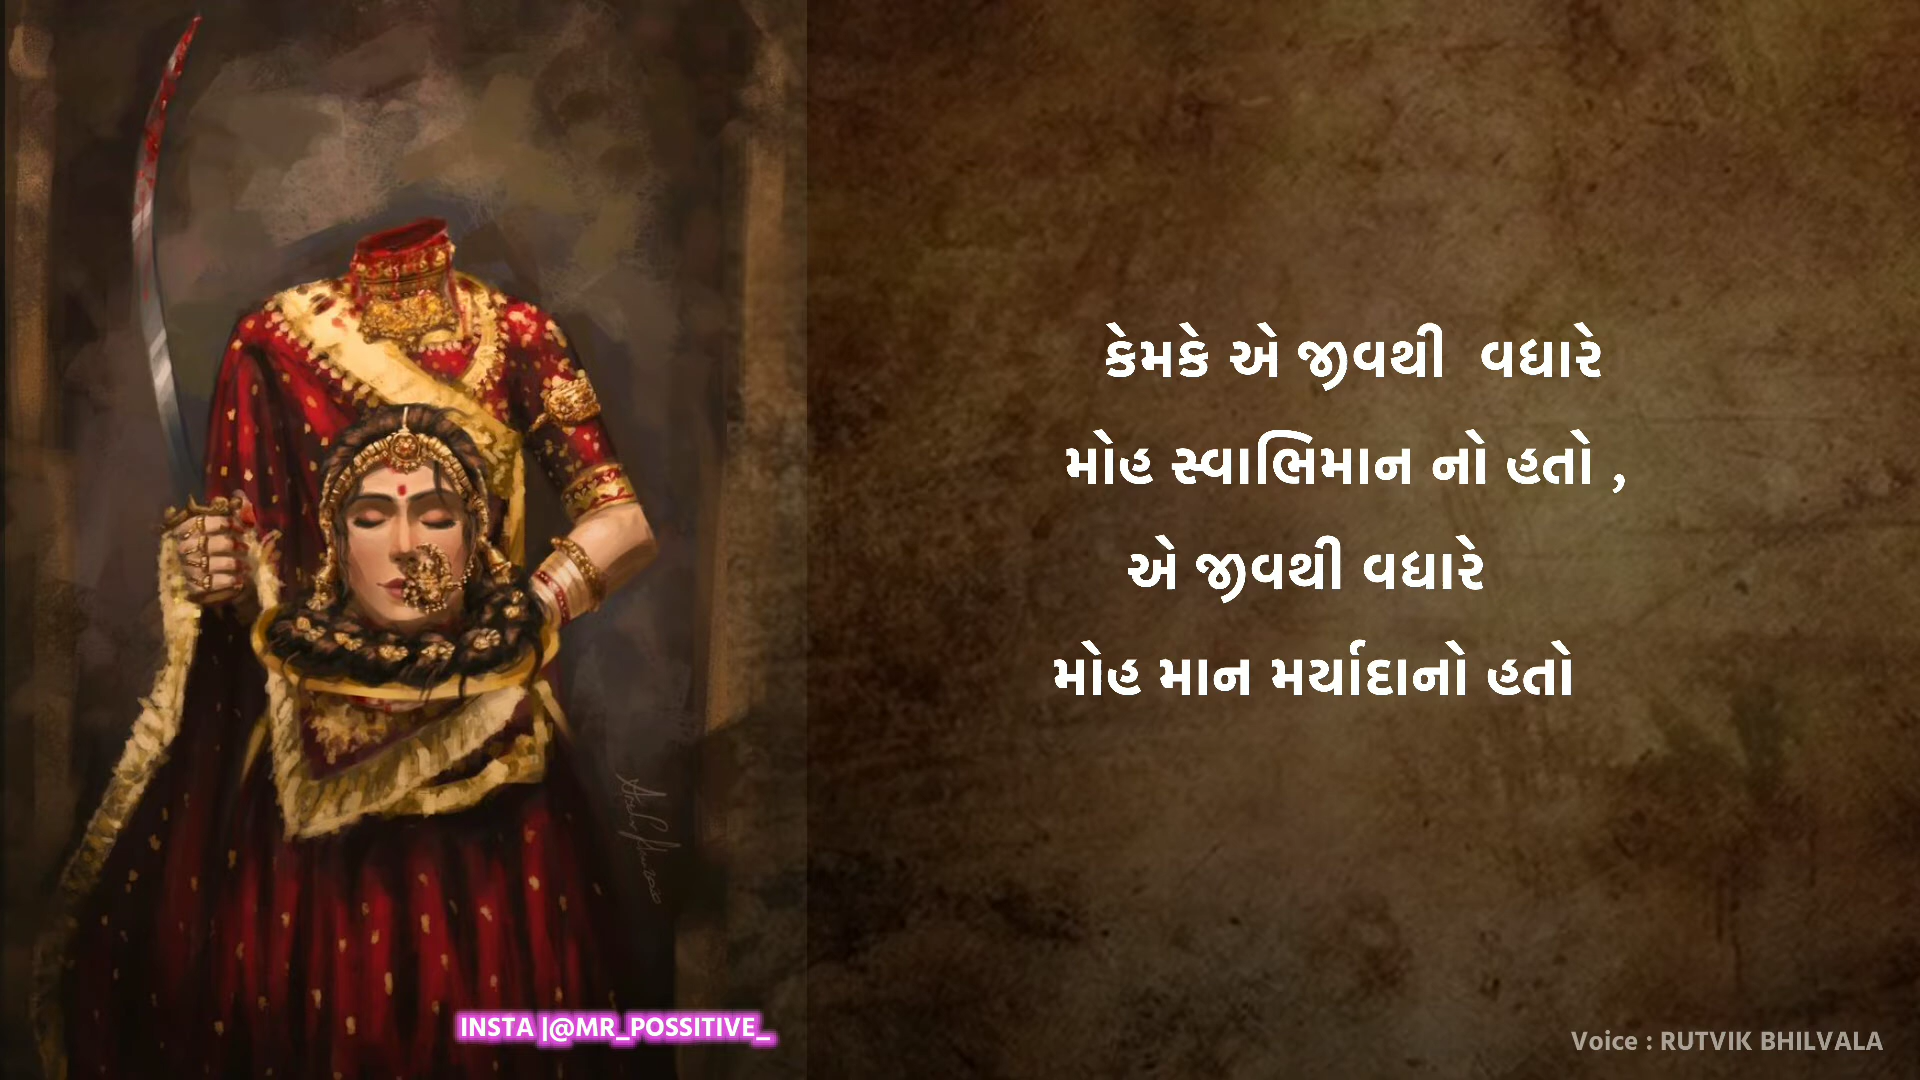 કેમકે એ જીવથી વધારે
મોહ સ્વાભિમાન નો હતો ,
એ જીવથી વધારે
મોહ માન મર્યાદાનો હતો
INSTA |@MR_POSSITIVE_
Voice : RUTVIK BHILVALA